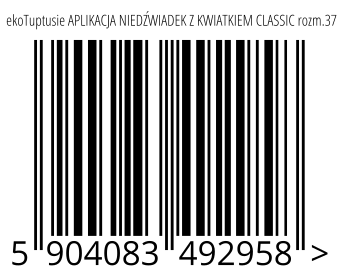 ekoTuptusie APLIKACJA NIEDŹWIADEK Z KWIATKIEM CLASSIC rozm.37
5 904083 492958 >